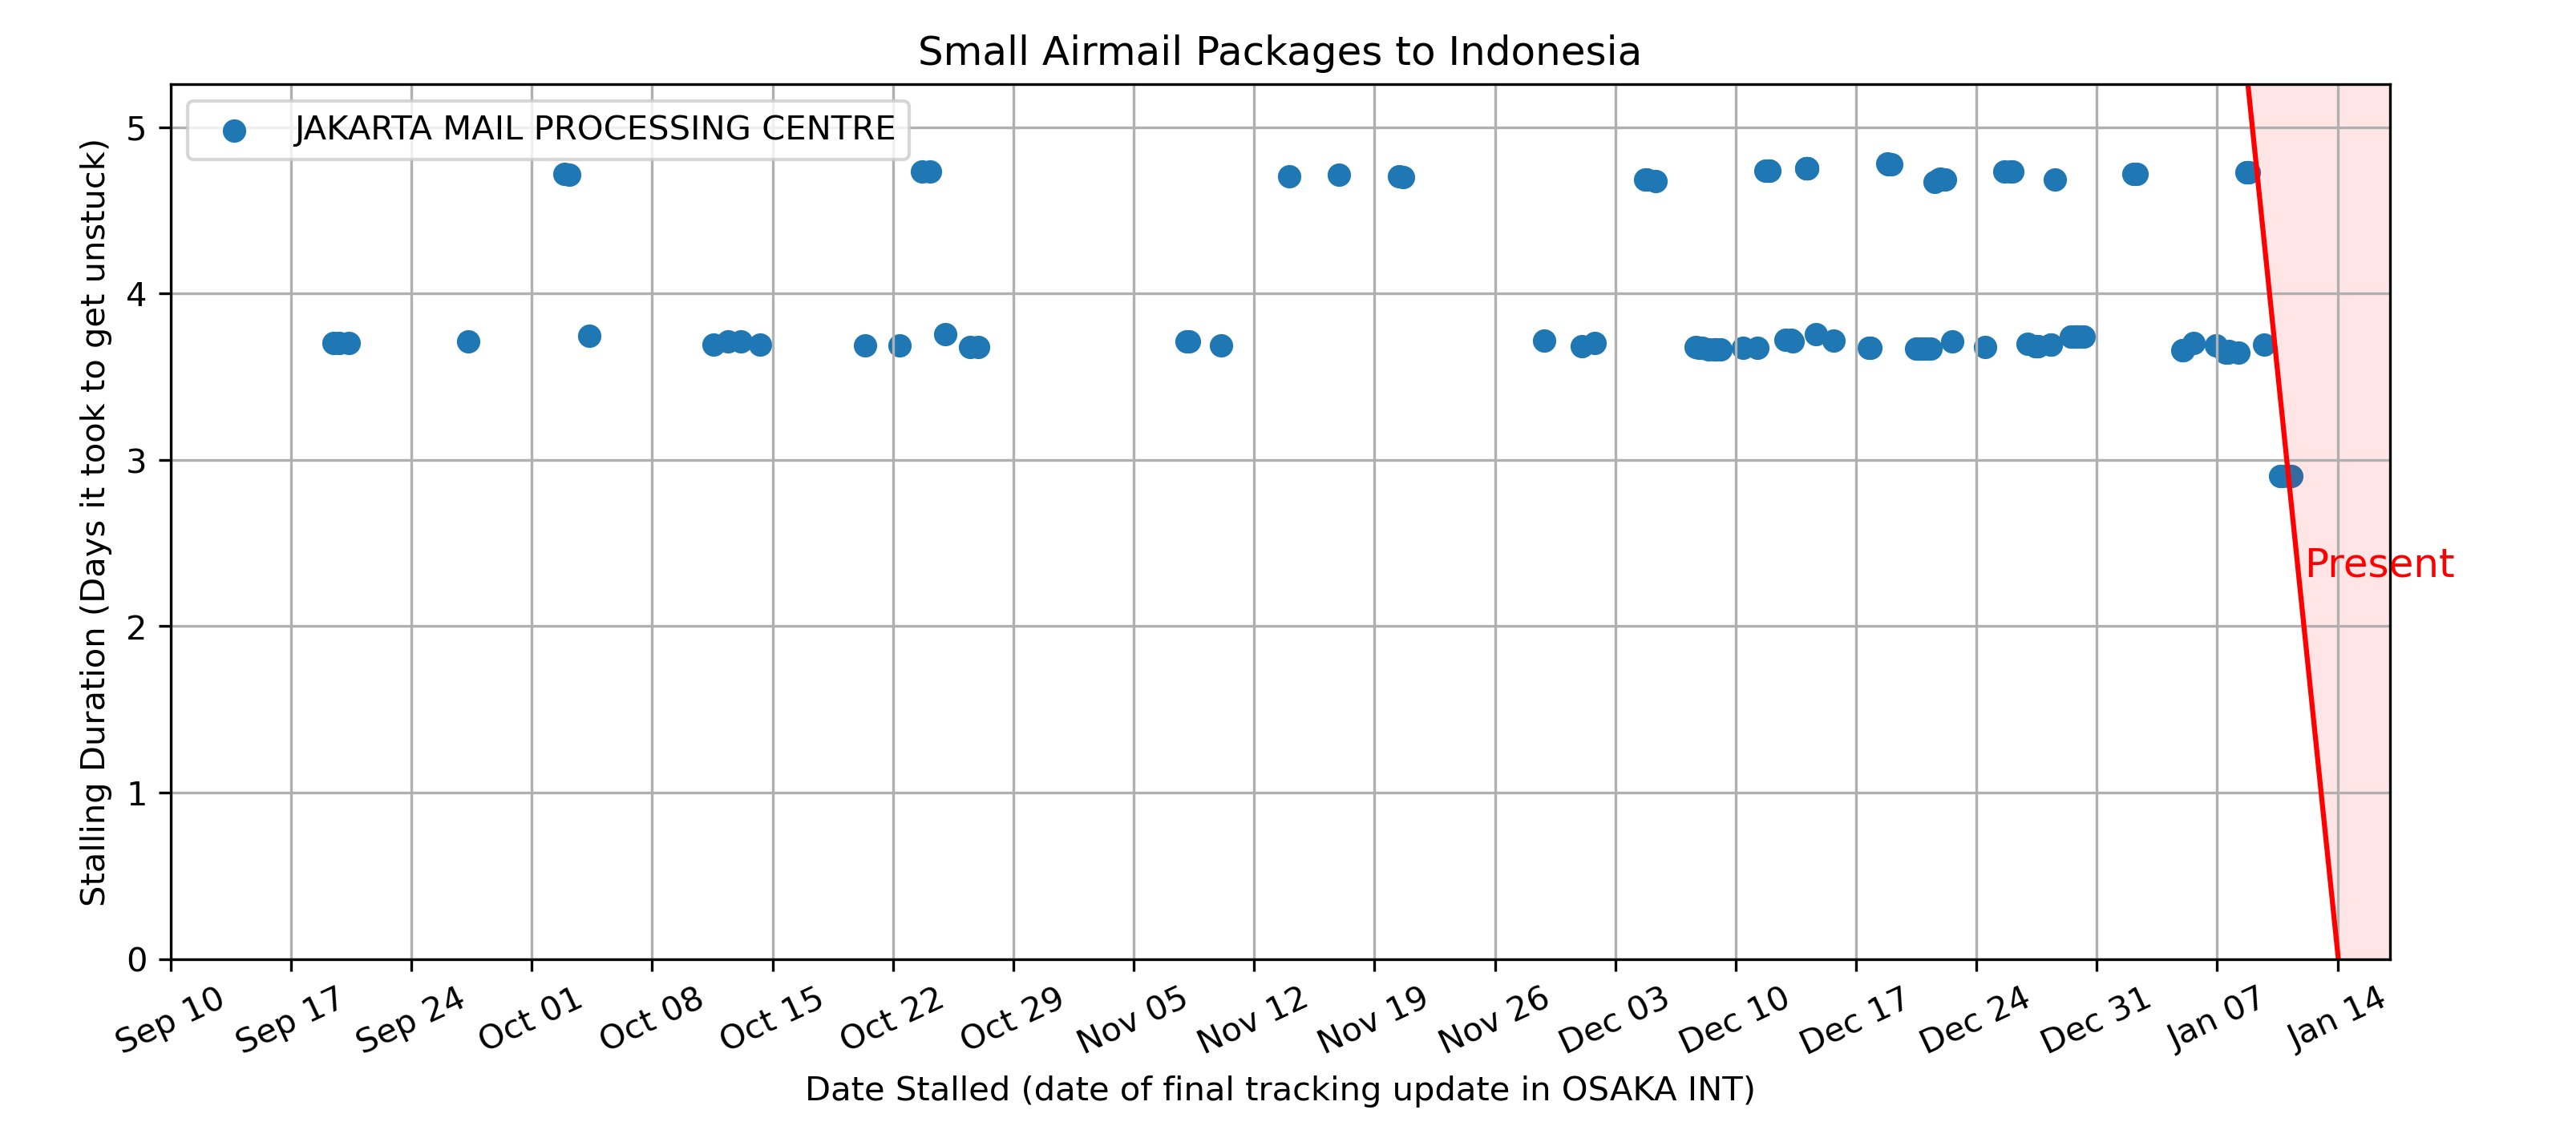 Small Airmail Packages to Indonesia
JAKARTA MAIL PROCESSING CENTRE
Stalling Duration (Days it took to get unstuck)
5
4
3
2
1
0
Present
Sep 10
Sep 17
Sep 24
Oct 01
Oct 08
Oct 15
Oct 22
Oct 29
Nov 05
Nov 12
Nov 19
Nov 26
Dec 03
Dec 10
Dec 17
Dec 24
Dec 31
Jan 07
Jan 14
Date Stalled (date of final tracking update in OSAKA INT)